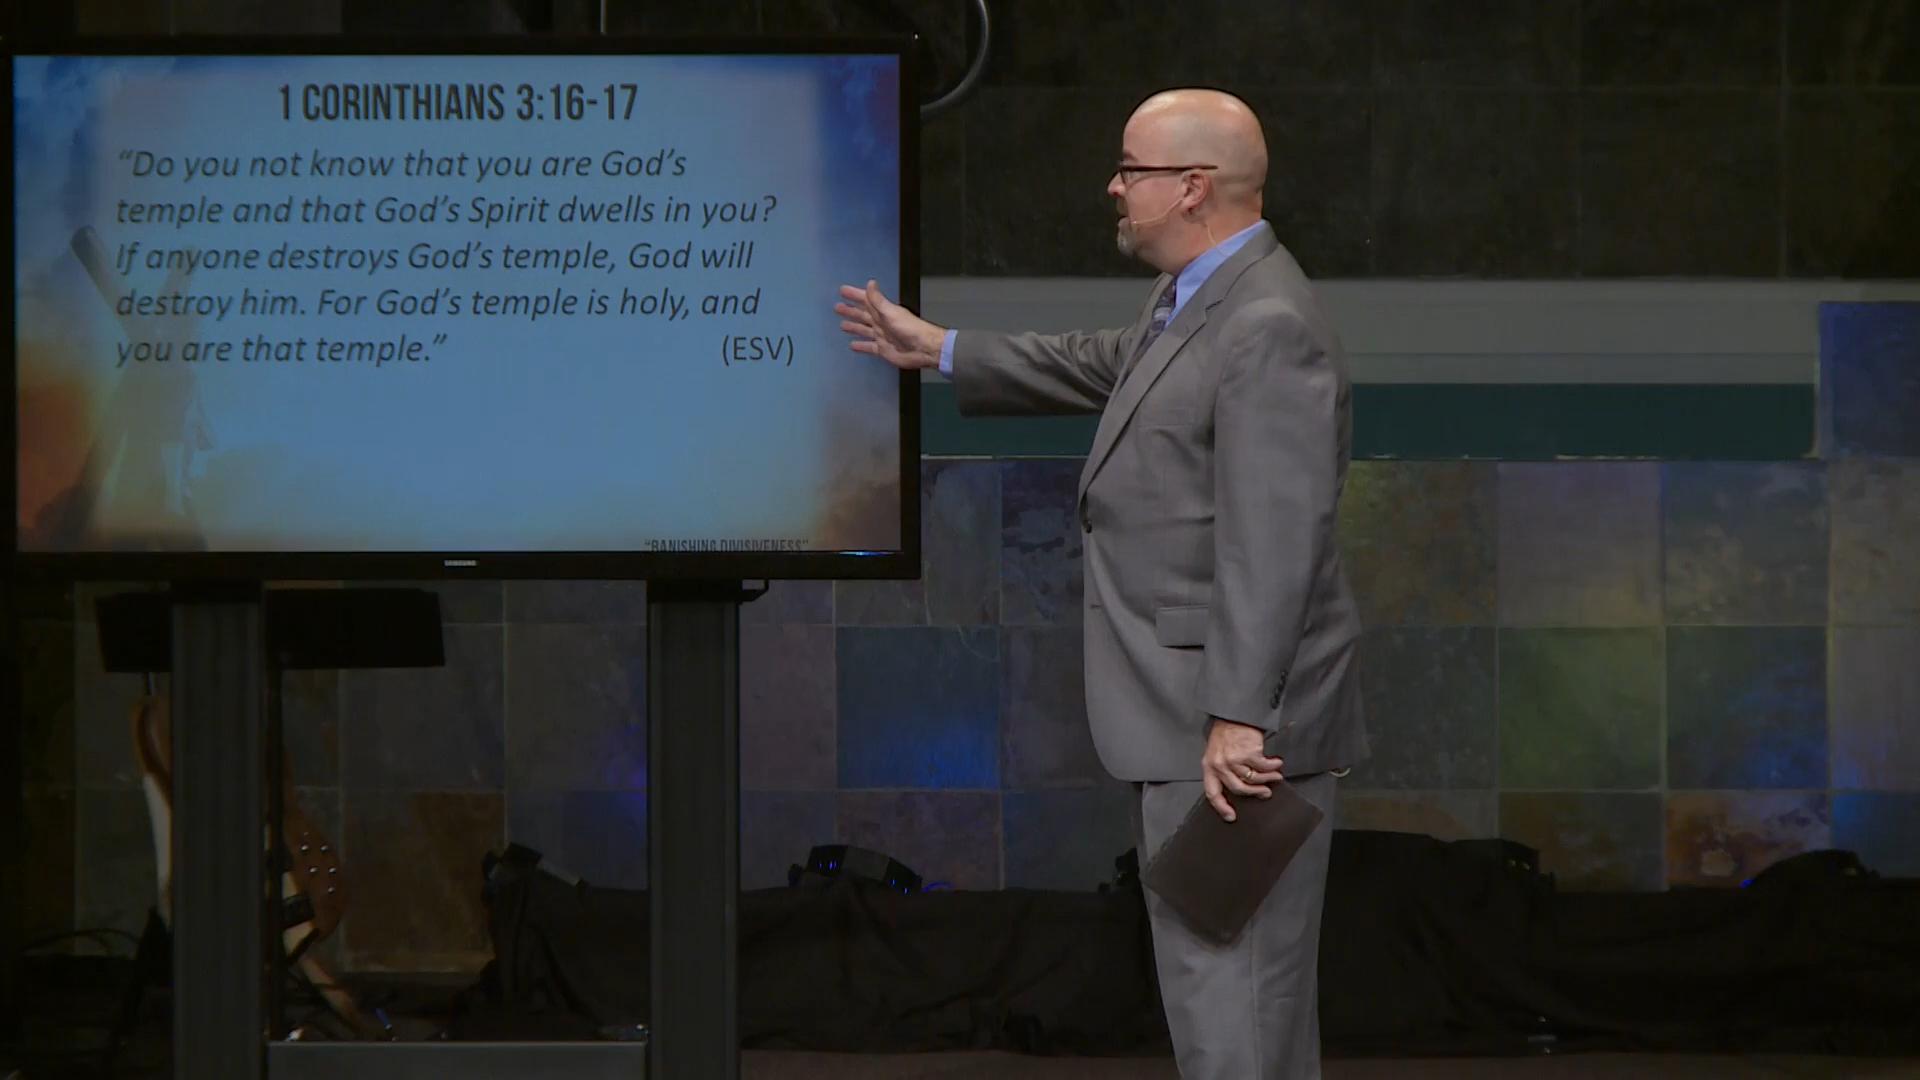 1 CORINTHIANS 3:16-17
“Do you not know that you are God’s
temple and that God’s Spirit dwells in you?
If anyone destroys God’s temple, God will
destroy him. For God’s temple is holy, and
you are that temple.” (ESV)
“BANISHING DIVISIVENESS”
SAMSUNG